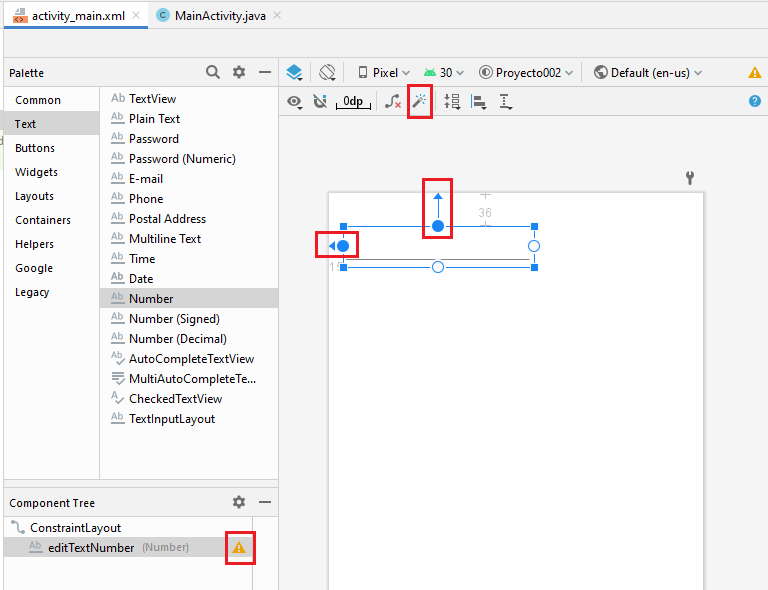 activity_main.xml
MainActivity.java
Palette
Pixel
30
Proyecto002
Default (en-us)
0dp
Common
Text
Buttons
Widgets
Layouts
Containers
Helpers
Google
Legacy
Ab TextView
Ab Plain Text
Ab Password
Ab Password (Numeric)
Ab E-mail
Ab Phone
Ab Postal Address
Ab Multiline Text
Ab Time
Ab Date
Ab Number
Ab Number (Signed)
Ab Number (Decimal)
Ab AutoCompleteTextView
MultiAutoCompleteTe...
A CheckedTextView
Ab TextInputLayout
36
Component Tree
ConstraintLayout
Ab editTextNumber (Number)